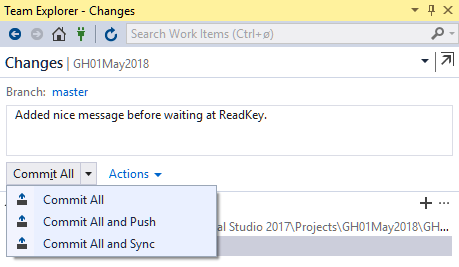 Team Explorer - Changes
Search Work Items (Ctrl+ø)
Changes | GH01May2018
Branch: master
Added nice message before waiting at ReadKey.
Commit All Actions
Commit All
Commit All and Push
al Studio 2017\Projects\GH01May2018\GH...
Commit All and Sync